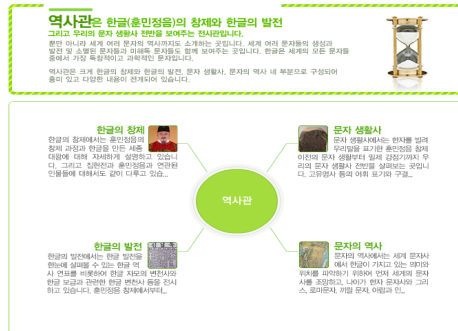 역사관은 한글(훈민정음)의 창제와 한글의 발전
그리고 우리의 문자 생활사 전반을 보여주는 전시관입니다.
뿐만 아니라 세계 여러 문자의 역사까지도 소개하는 곳입니다. 세계 여러 문자들의 생성과
발전 및 소멸된 문자들과 미해독 문자들도 함께 보여주는 곳입니다. 한글은 세계의 모든 문자들
중에서 가장 독창적이고 과학적인 문자입니다.
역사관은 크게 한글의 창제와 한글의 발전, 문자 생활사, 문자의 역사 네 부분으로 구성되어
흥미 있고 다양한 내용이 전개되어 있습니다.
한글의 창제
한글의 창제에서는 훈민정음의
창제 과정과 한글을 만든 세종
대왕에 대해 자세하게 설명하고 있습니
다. 그리고 집현전과 훈민정음과 연관된
인물들에 대해서도 같이 다루고 있습...
문자 생활사
문자 생활사에서는 한자를 빌려
우리말을 표기한 훈민정음 창제
이전의 문자 생활부터 일제 강점기까지 우
리의 문자 생활사 전반을 살펴보는 곳입니
다. 고유명사 등의 어휘 표기와 구결...
역사관
한글의 발전
한글의 발전에서는 한글 발전을
한눈에 살펴볼 수 있는 한글 역
사 연표를 비롯하여 한글 자모의 변천사와
한글 보급과 관련한 한글 변천사 등을 전시
하고 있습니다. 훈민정음 창제에서부터...
문자의 역사
문자의 역사에서는 세계 문자사
에서 한글이 가지고 있는 의미와
위치를 파악하기 위하여 먼저 세계의 문자
사를 조망하고, 나아가 한자 문자사와 그리
스, 로마문자, 끼릴 문자, 아랍과 인...